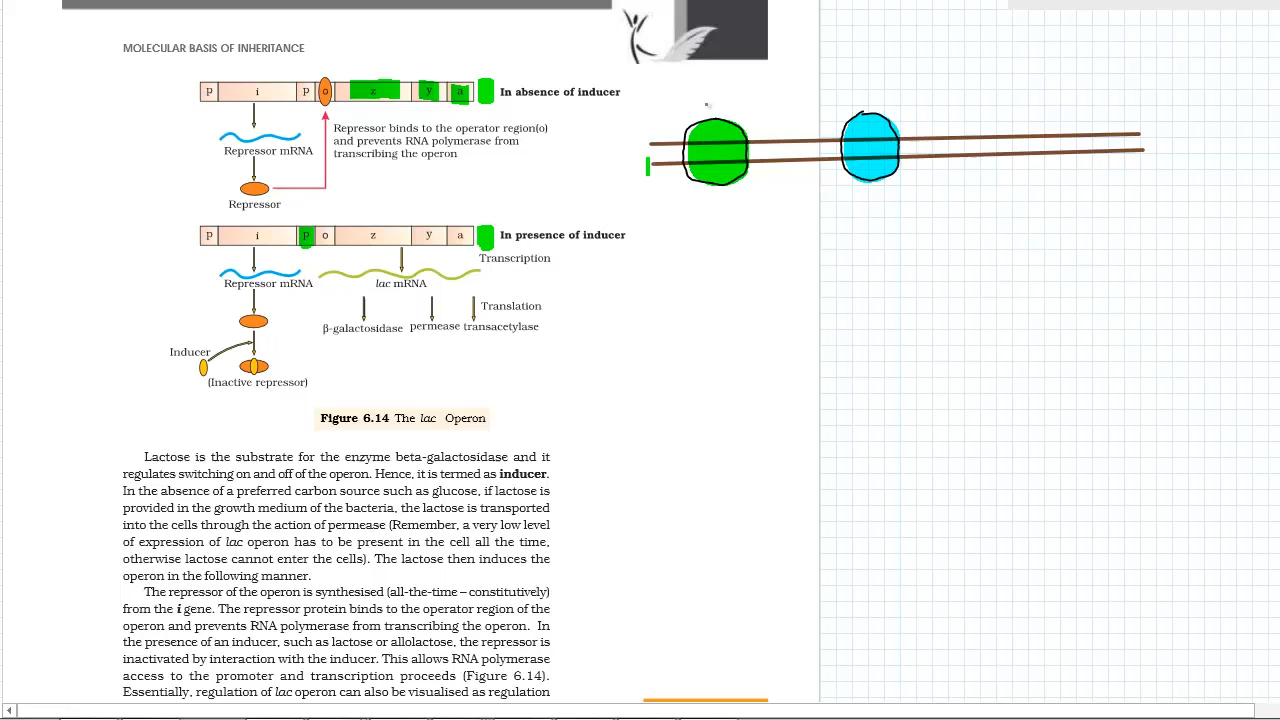 MOLECULAR BASIS OF INHERITANCE
p i p o z y a In absence of inducer
Repressor binds to the operator region(o)
and prevents RNA polymerase from
transcribing the operon
Repressor mRNA
Repressor
p i p o z y a In presence of inducer
Transcription
Repressor mRNA lac mRNA
Translation
β-galactosidase permease transacetylase
Inducer
(Inactive repressor)
Figure 6.14 The lac Operon
Lactose is the substrate for the enzyme beta-galactosidase and it
regulates switching on and off of the operon. Hence, it is termed as inducer.
In the absence of a preferred carbon source such as glucose, if lactose is
provided in the growth medium of the bacteria, the lactose is transported
into the cells through the action of permease (Remember, a very low level
of expression of lac operon has to be present in the cell all the time,
otherwise lactose cannot enter the cells). The lactose then induces the
operon in the following manner.
The repressor of the operon is synthesised (all-the-time – constitutively)
from the i gene. The repressor protein binds to the operator region of the
operon and prevents RNA polymerase from transcribing the operon. In
the presence of an inducer, such as lactose or allolactose, the repressor is
inactivated by interaction with the inducer. This allows RNA polymerase
access to the promoter and transcription proceeds (Figure 6.14).
Essentially, regulation of lac operon can also be visualised as regulation